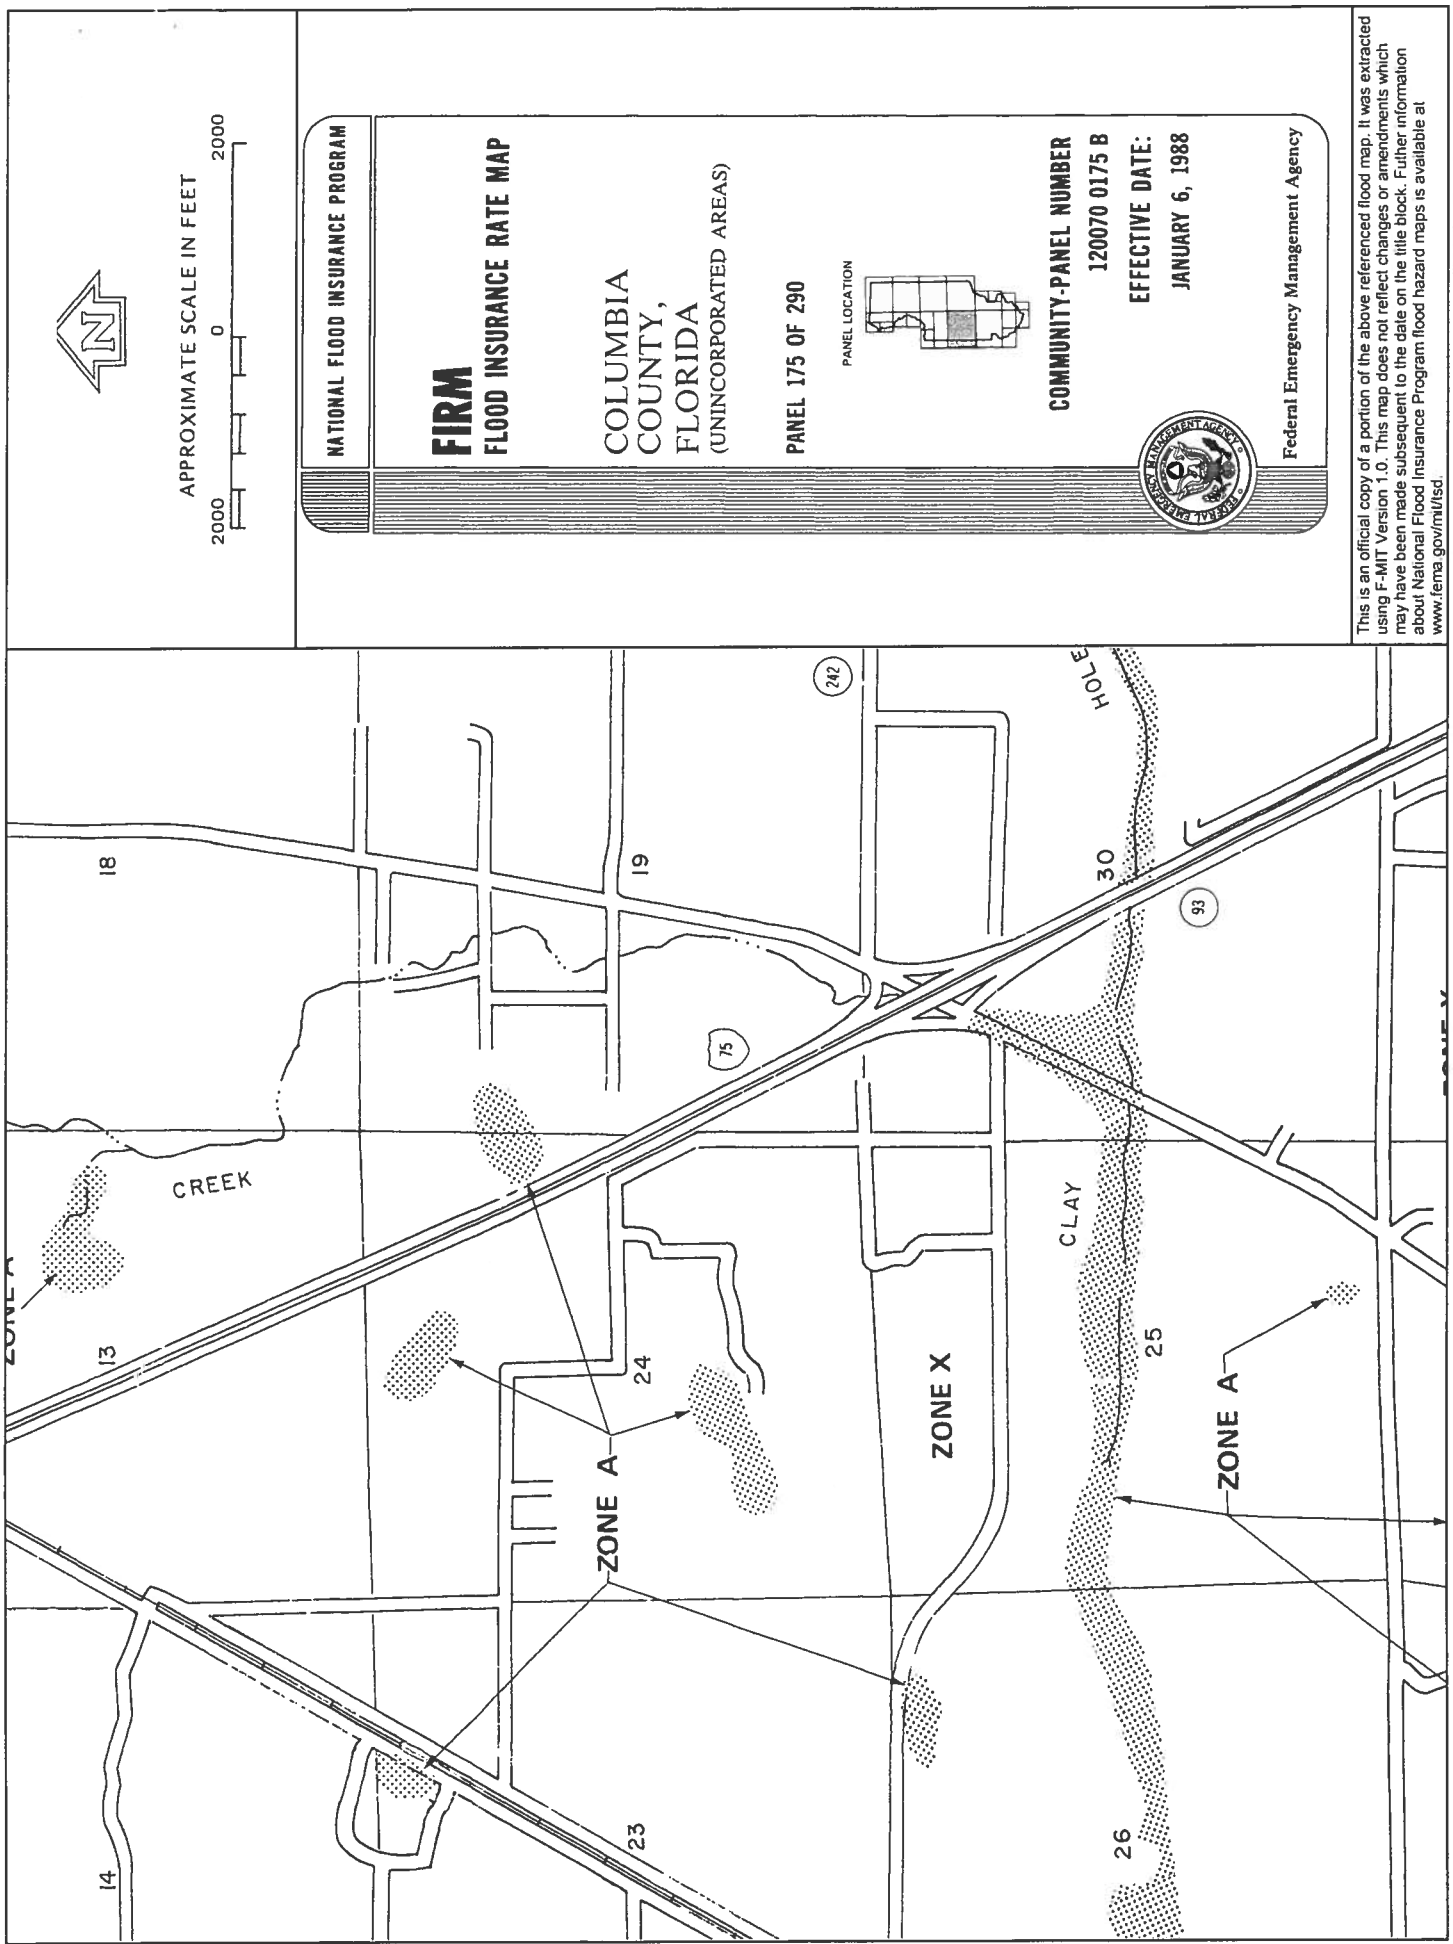 APPROXIMATE SCALE IN FEET
2000 0 2000
N
NATIONAL FLOOD INSURANCE PROGRAM
FIRM
FLOOD INSURANCE RATE MAP
COLUMBIA
COUNTY,
FLORIDA
(UNINCORPORATED AREAS)
PANEL 175 OF 290
PANEL LOCATION
COMMUNITY-PANEL NUMBER
120070 0175 B
EFFECTIVE DATE:
JANUARY 6, 1988
FEDERAL EMERGENCY MANAGEMENT AGENCY
Federal Emergency Management Agency
This is an official copy of a portion of the above referenced flood map. It was extracted
using F-MIT Version 1.0. This map does not reflect changes or amendments which
may have been made subsequent to the date on the title block. Futher information
about National Flood Insurance Program flood hazard maps is available at
www.fema.gov/mit/tsd.
ZONE A
14
13
18
CREEK
23
24
19
ZONE A
75
242
ZONE X
26
25
30
CLAY
HOLE
93
ZONE A
ZONE X